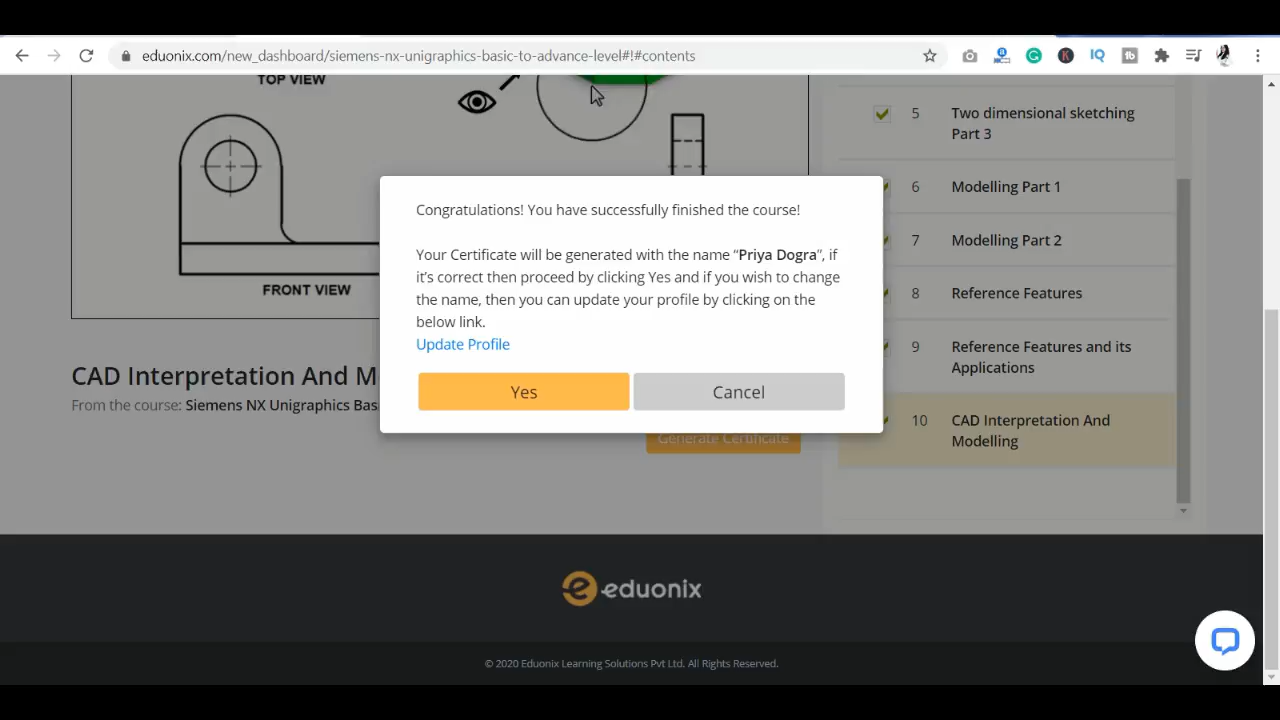 eduonix.com/new_dashboard/siemens-nx-unigraphics-basic-to-advance-level#!#contents
TOP VIEW
FRONT VIEW
5 Two dimensional sketching
Part 3
6 Modelling Part 1
7 Modelling Part 2
8 Reference Features
9 Reference Features and its
Applications
10 CAD Interpretation And
Modelling
Congratulations! You have successfully finished the course!
Your Certificate will be generated with the name “Priya Dogra”, if
it’s correct then proceed by clicking Yes and if you wish to change
the name, then you can update your profile by clicking on the
below link.
Update Profile
Yes Cancel
CAD Interpretation And M
From the course: Siemens NX Unigraphics Bas
Generate Certificate
eduonix
© 2020 Eduonix Learning Solutions Pvt Ltd. All Rights Reserved.